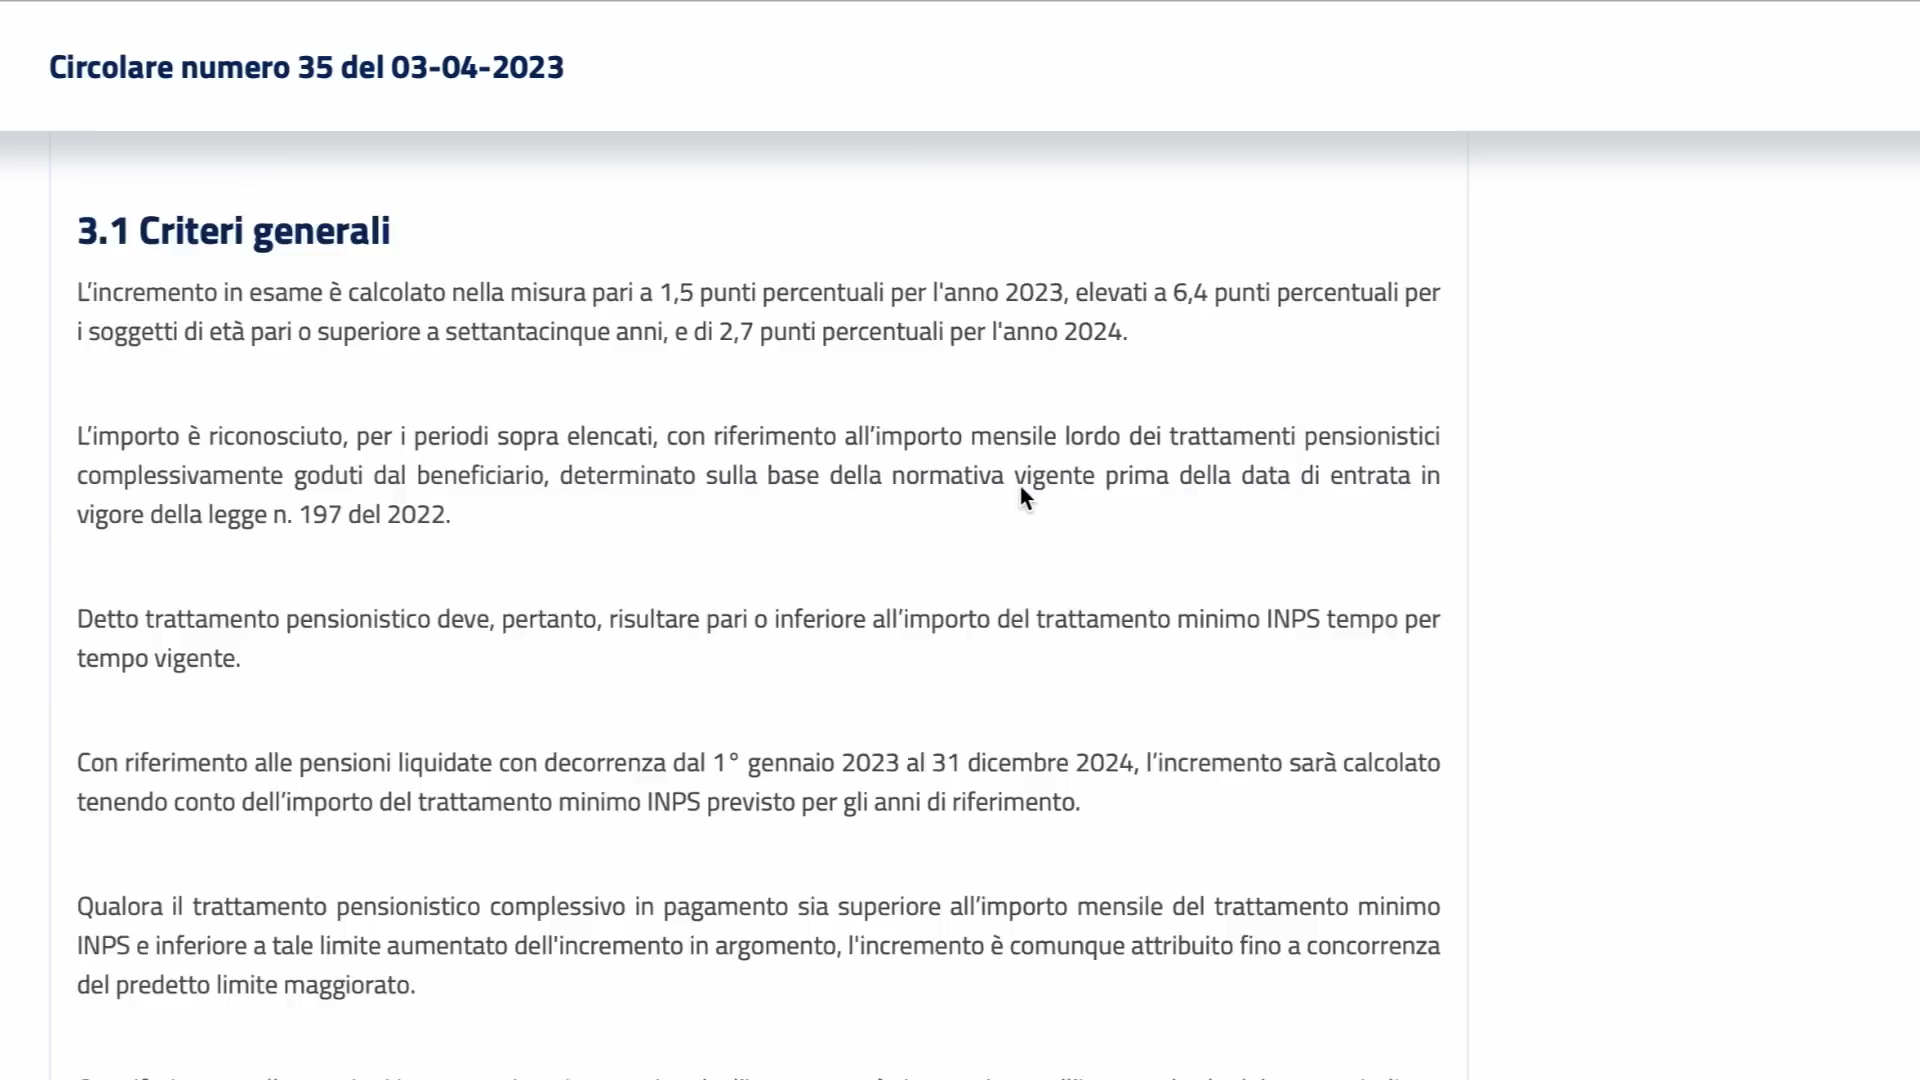 Circolare numero 35 del 03-04-2023
3.1 Criteri generali
L’incremento in esame è calcolato nella misura pari a 1,5 punti percentuali per l'anno 2023, elevati a 6,4 punti percentuali per
i soggetti di età pari o superiore a settantacinque anni, e di 2,7 punti percentuali per l'anno 2024.
L’importo è riconosciuto, per i periodi sopra elencati, con riferimento all’importo mensile lordo dei trattamenti pensionistici
complessivamente goduti dal beneficiario, determinato sulla base della normativa vigente prima della data di entrata in
vigore della legge n. 197 del 2022.
Detto trattamento pensionistico deve, pertanto, risultare pari o inferiore all’importo del trattamento minimo INPS tempo per
tempo vigente.
Con riferimento alle pensioni liquidate con decorrenza dal 1° gennaio 2023 al 31 dicembre 2024, l’incremento sarà calcolato
tenendo conto dell’importo del trattamento minimo INPS previsto per gli anni di riferimento.
Qualora il trattamento pensionistico complessivo in pagamento sia superiore all’importo mensile del trattamento minimo
INPS e inferiore a tale limite aumentato dell'incremento in argomento, l'incremento è comunque attribuito fino a concorrenza
del predetto limite maggiorato.